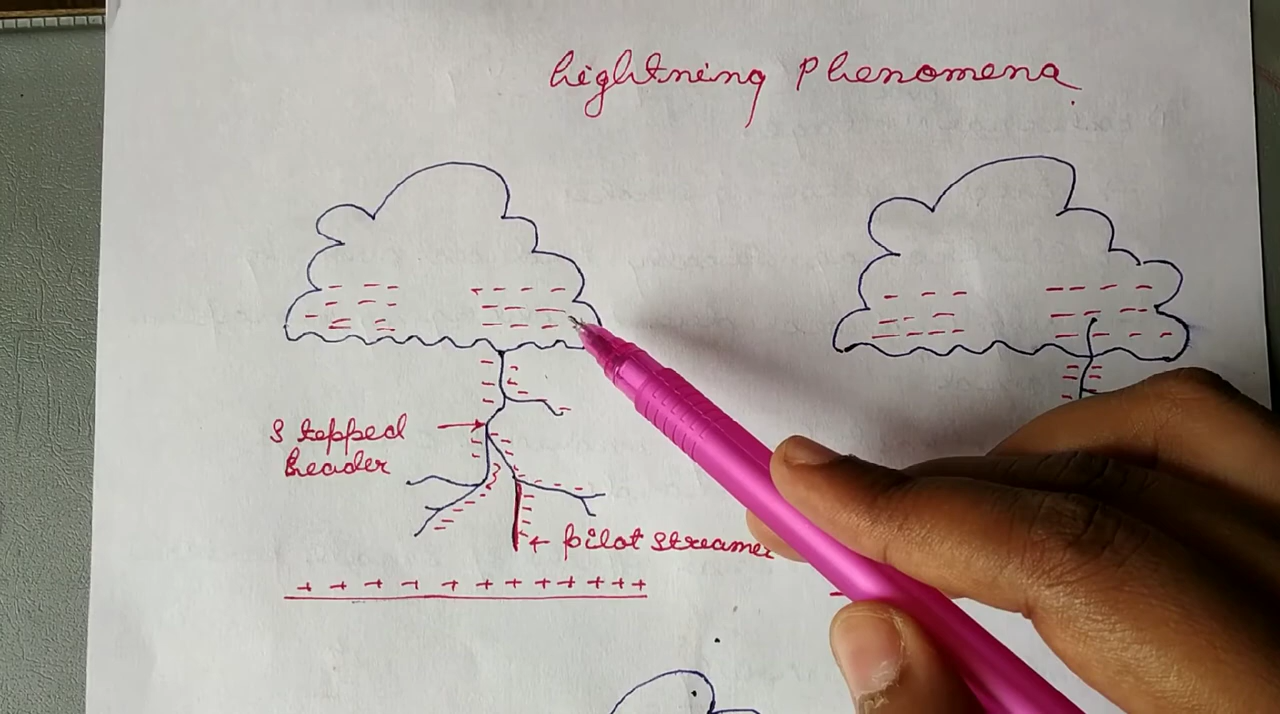 Lightning Phenomena.
Stepped
Leader
← Pilot streamer
+ + + + + + + + + + + +